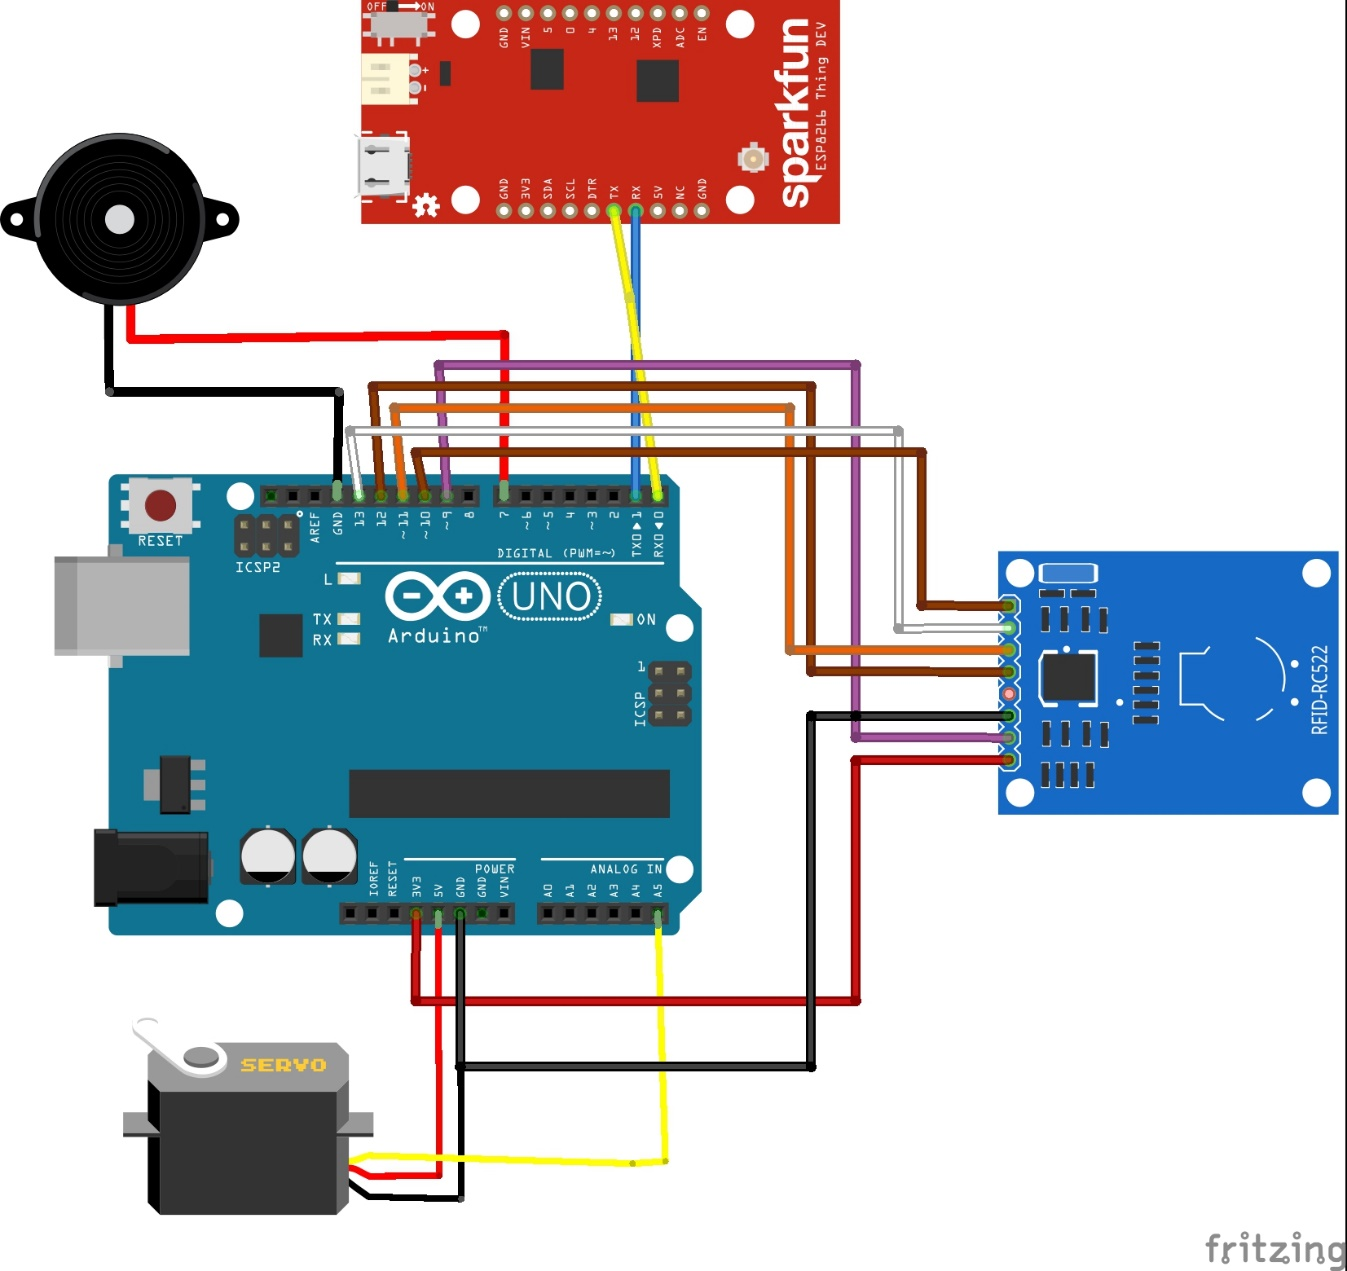 OFF ON
GND VIN 5 0 4 13 12 XPD ADC EN
+
-
sparkfun
ESP8266 Thing DEV
GND 3V3 SDA SCL DTR TX RX 5V NC GND
RESET
ICSP2
AREF GND 13 12 ~11 ~10 ~9 8 7 ~6 ~5 4 ~3 2 TX0▶1 RX0◀0
DIGITAL (PWM=~)
L
TX
RX
UNO
Arduino™
ON
1
ICSP
RFID-RC522
IOREF RESET 3V3 5V GND GND VIN
POWER
ANALOG IN
A0 A1 A2 A3 A4 A5
SERVO
fritzing